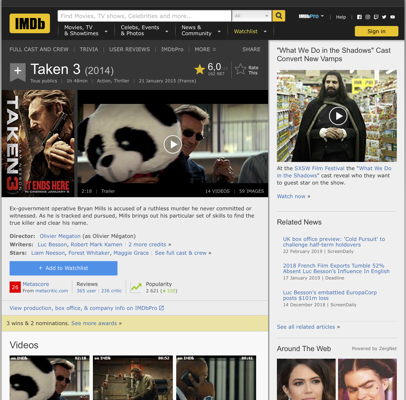 IMDb
Find Movies, TV shows, Celebrities and more...
All
IMDbPro
Help
Movies, TV & Showtimes
Celebs, Events & Photos
News & Community
Watchlist
Sign in
FULL CAST AND CREW | TRIVIA | USER REVIEWS | IMDbPro | MORE
SHARE
Taken 3 (2014)
Tous publics | 1h 48min | Action, Thriller | 21 January 2015 (France)
6,0
Rate This
TAKEN 3
IT ENDS HERE
2:18 | Trailer
14 VIDEOS | 59 IMAGES
Ex-government operative Bryan Mills is accused of a ruthless murder he never committed or
witnessed. As he is tracked and pursued, Mills brings out his particular set of skills to find the
true killer and clear his name.
Director: Olivier Megaton (as Olivier Mégaton)
Writers: Luc Besson, Robert Mark Kamen | 2 more credits »
Stars: Liam Neeson, Forest Whitaker, Maggie Grace | See full cast & crew »
+ Add to Watchlist
26
Metascore
From metacritic.com
Reviews
365 user | 236 critic
Popularity
View production, box office, & company info on IMDbPro
3 wins & 2 nominations. See more awards »
Videos
02:52
02:09
02:08
"What We Do in the Shadows" Cast
Convert New Vamps
At the SXSW Film Festival the "What We Do
in the Shadows" cast reveal who they want
to guest star on the show.
Watch now »
Related News
UK box office preview: 'Cold Pursuit' to
challenge half-term holdovers
22 February 2019 | ScreenDaily
2018 French Film Exports Tumble 52%
Absent Luc Besson's Influence In English
17 January 2019 | Deadline
Luc Besson's embattled EuropaCorp
posts $101m loss
14 December 2018 | ScreenDaily
See all related articles »
Around The Web
Powered by ZergNet